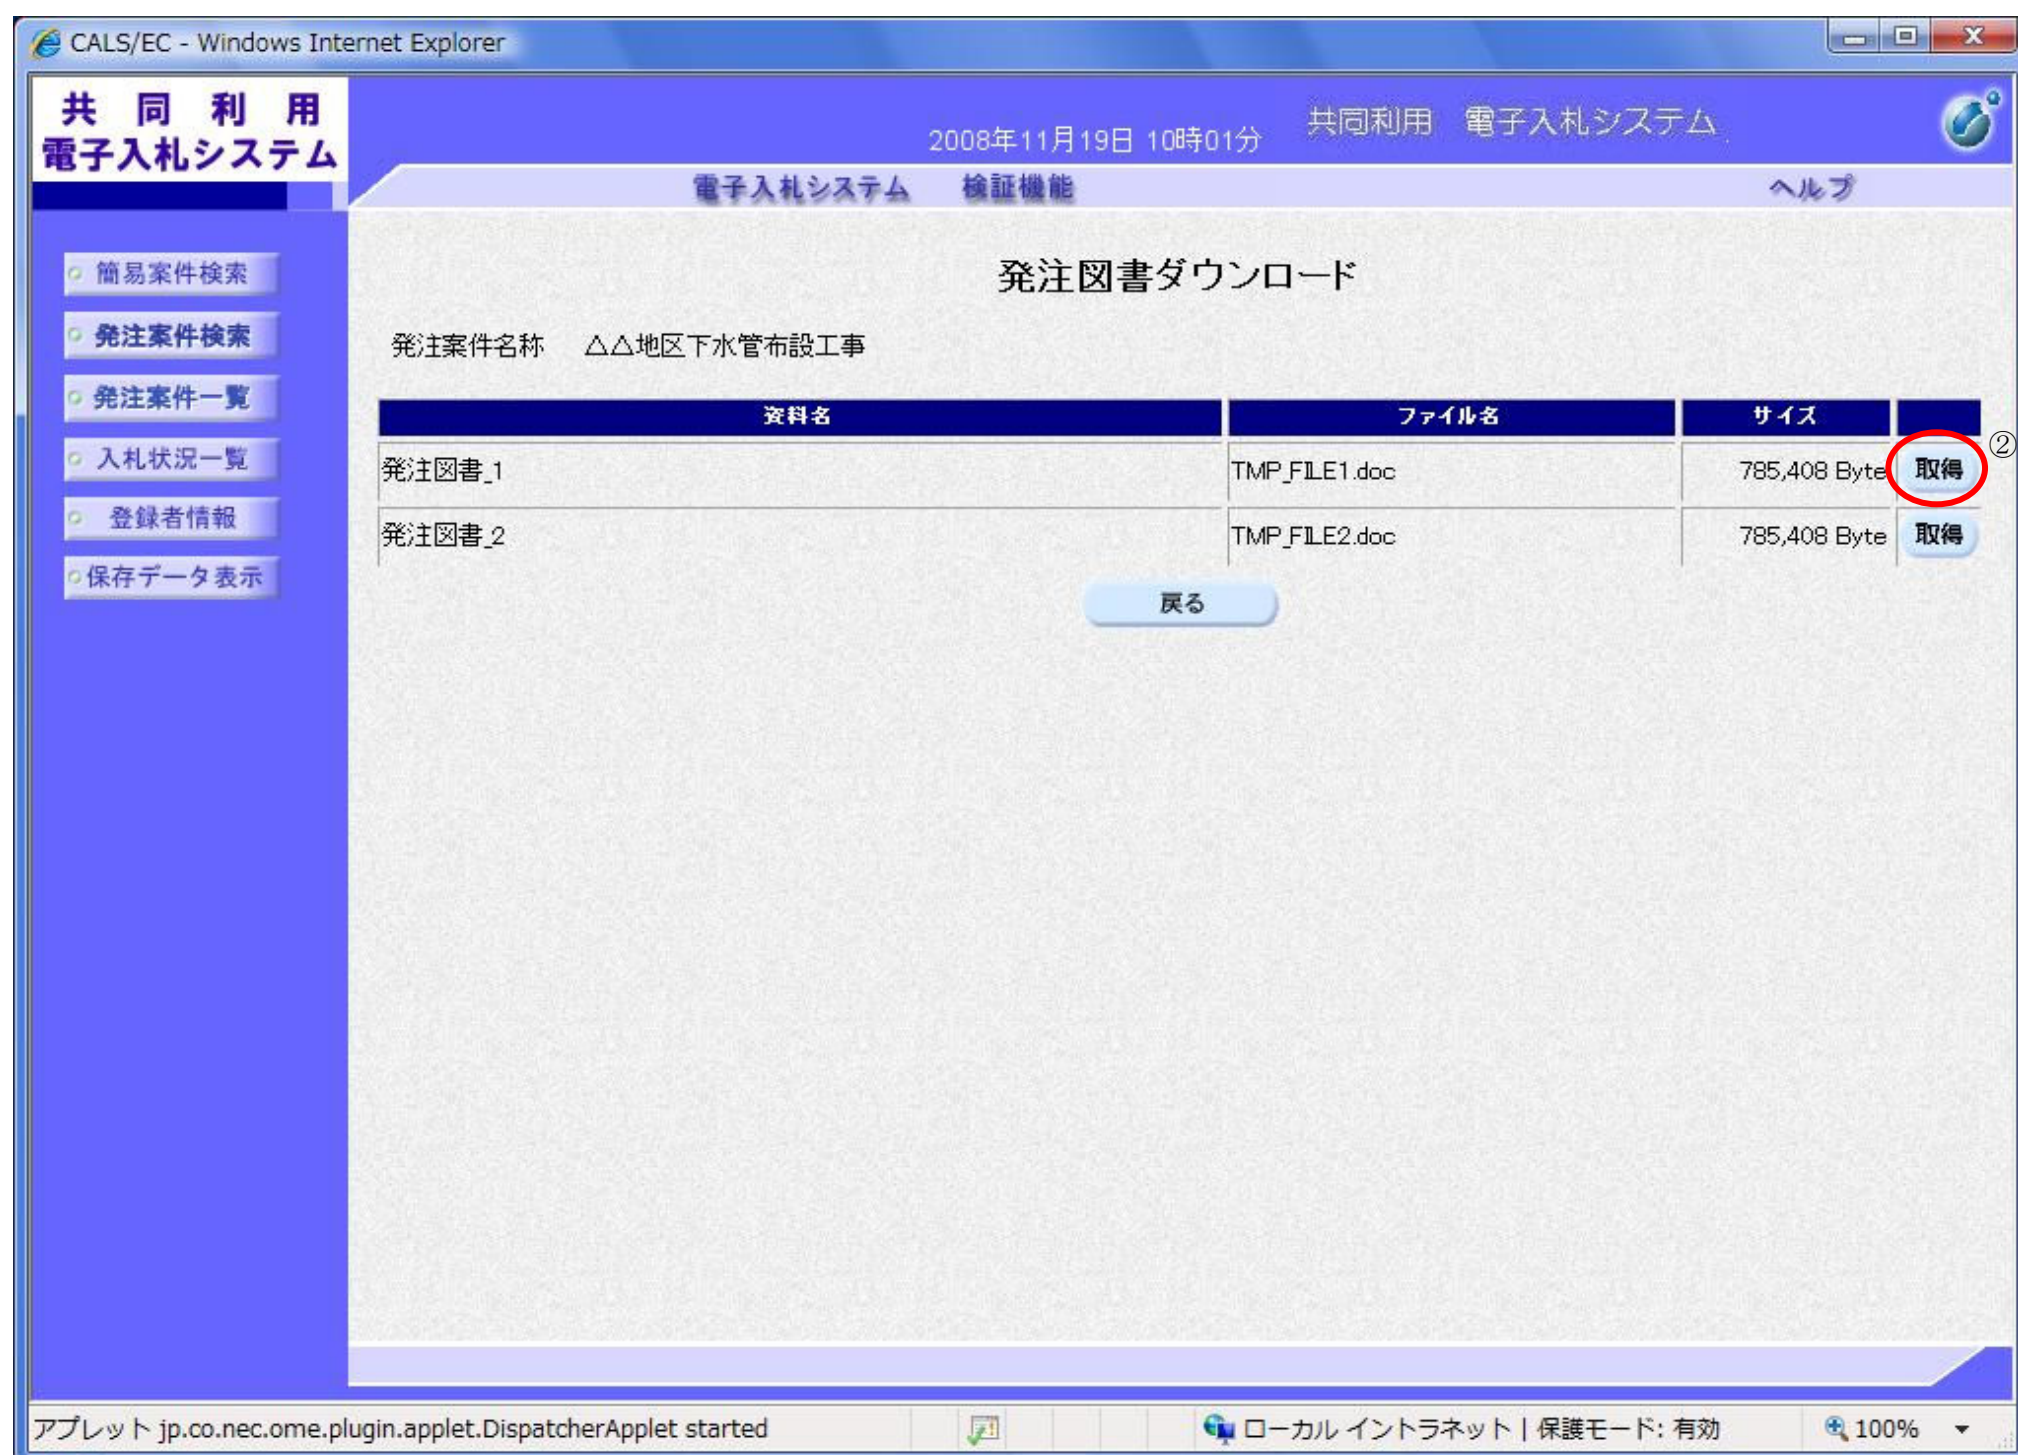 CALS/EC - Windows Internet Explorer
共同利用
電子入札システム
2008年11月19日 10時01分
共同利用 電子入札システム
電子入札システム 検証機能 ヘルプ
簡易案件検索
発注案件検索
発注案件一覧
入札状況一覧
登録者情報
保存データ表示
発注図書ダウンロード
発注案件名称 △△地区下水管布設工事
資料名 ファイル名 サイズ
②
発注図書_1 TMP_FILE1.doc 785,408 Byte 取得
発注図書_2 TMP_FILE2.doc 785,408 Byte 取得
戻る
アプレット jp.co.nec.ome.plugin.applet.DispatcherApplet started ローカル イントラネット | 保護モード: 有効 100%